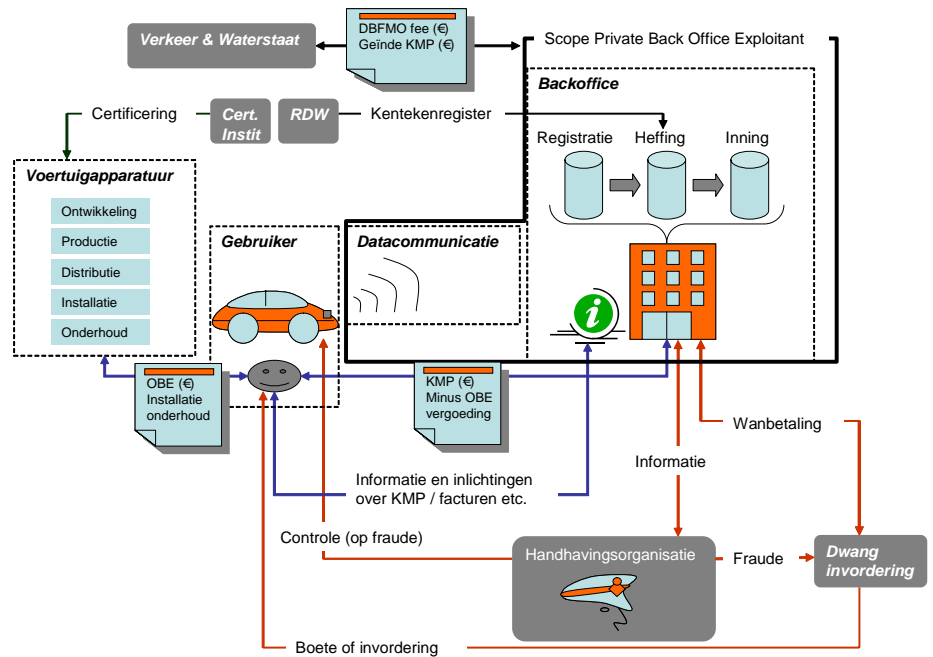 Verkeer & Waterstaat
DBFMO fee (€)
Geïnde KMP (€)
Scope Private Back Office Exploitant
Backoffice
Certificering
Cert.
Instit
RDW
Kentekenregister
Registratie
Heffing
Inning
Voertuigapparatuur
Ontwikkeling
Productie
Distributie
Installatie
Onderhoud
Gebruiker
Datacommunicatie
i
OBE (€)
Installatie
onderhoud
KMP (€)
Minus OBE
vergoeding
Wanbetaling
Informatie
Informatie en inlichtingen
over KMP / facturen etc.
Controle (op fraude)
Handhavingsorganisatie
Fraude
Dwang
invordering
Boete of invordering